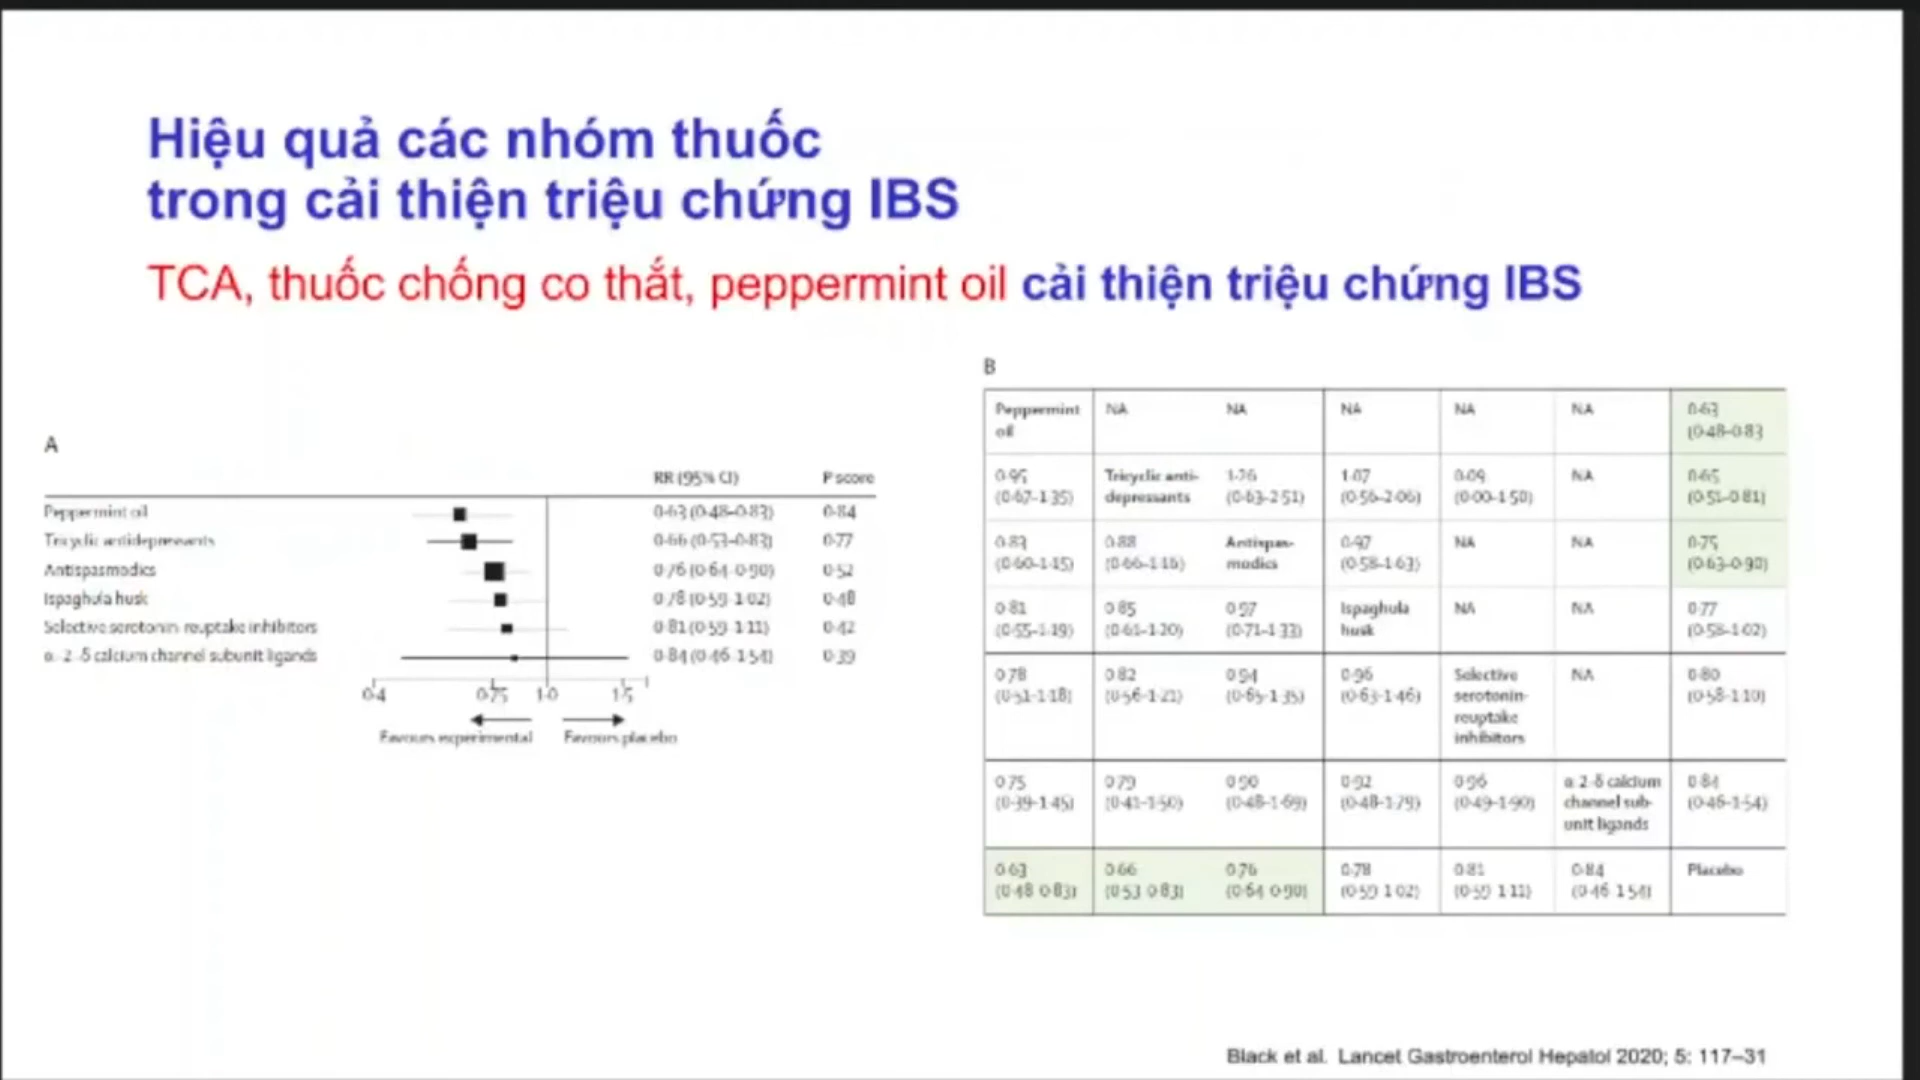 Hiệu quả các nhóm thuốc
trong cải thiện triệu chứng IBS
TCA, thuốc chống co thắt, peppermint oil cải thiện triệu chứng IBS
A
RR (95% CI) P score
Peppermint oil 0·63 (0·48–0·83) 0·84
Tricyclic antidepressants 0·66 (0·53–0·83) 0·77
Antispasmodics 0·76 (0·64–0·90) 0·52
Ispaghula husk 0·78 (0·59–1·02) 0·48
Selective serotonin-reuptake inhibitors 0·81 (0·59–1·11) 0·42
α-2-δ calcium channel subunit ligands 0·84 (0·46–1·54) 0·39
0·4 0·75 1·0 1·5
Favours experimental Favours placebo
B
Peppermint NA NA NA NA NA 0·63
oil (0·48–0·83
0·95 Tricyclic anti- 1·26 1·07 0·09 NA 0·65
(0·67–1·35) depressants (0·63–2·51) (0·56–2·06) (0·00–1·50) (0·51–0·81)
0·83 0·88 Antispas- 0·97 NA NA 0·75
(0·60–1·15) (0·66–1·16) modics (0·58–1·63) (0·63–0·90)
0·81 0·85 0·97 Ispaghula NA NA 0·77
(0·55–1·19) (0·61–1·20) (0·71–1·33) husk (0·58–1·02)
0·78 0·82 0·94 0·96 Selective NA 0·80
(0·51–1·18) (0·56–1·21) (0·65–1·35) (0·63–1·46) serotonin- (0·58–1·10)
reuptake
inhibitors
0·75 0·79 0·90 0·92 0·96 α-2-δ calcium 0·84
(0·39–1·45) (0·41–1·50) (0·48–1·69) (0·48–1·79) (0·49–1·90) channel sub- (0·46–1·54)
unit ligands
0·63 0·66 0·76 0·78 0·81 0·84 Placebo
(0·48–0·83) (0·53–0·83) (0·64–0·90) (0·59–1·02) (0·59–1·11) (0·46–1·54)
Black et al. Lancet Gastroenterol Hepatol 2020; 5: 117–31